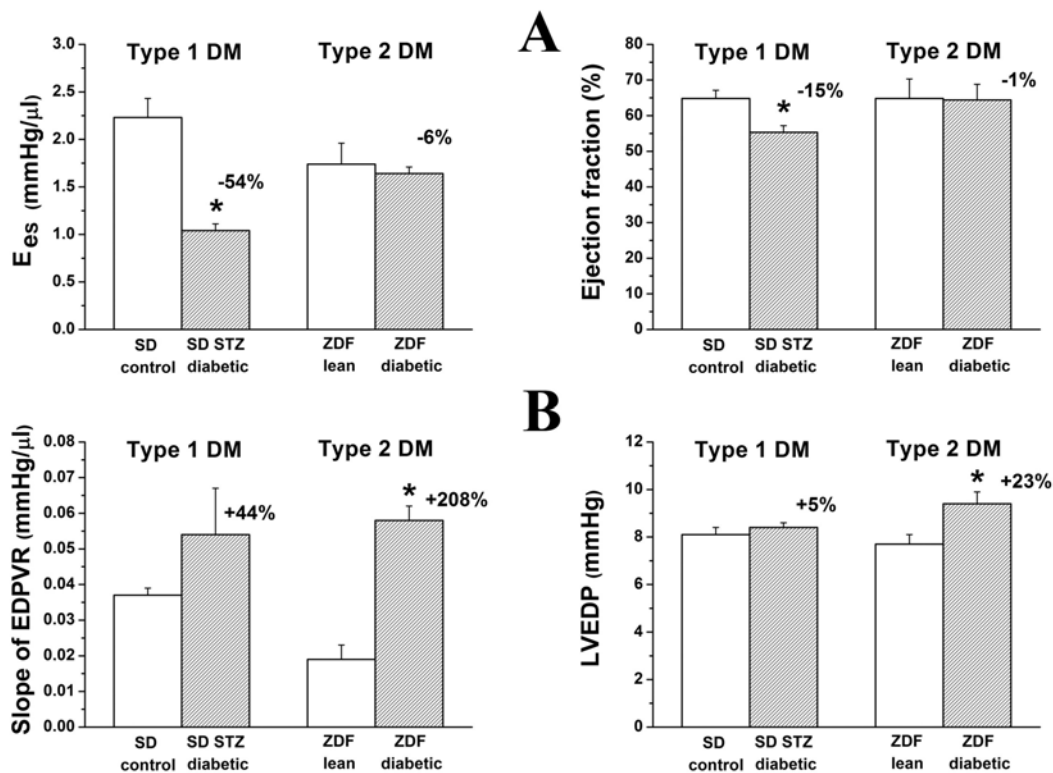 A
Type 1 DM Type 2 DM
3.0
2.5
2.0
1.5
1.0
0.5
0.0
Ees (mmHg/µl)
-54%
*
-6%
SD SD STZ ZDF ZDF
control diabetic lean diabetic
Type 1 DM Type 2 DM
80
70
60
50
40
30
20
10
0
Ejection fraction (%)
-15%
*
-1%
SD SD STZ ZDF ZDF
control diabetic lean diabetic
B
Type 1 DM Type 2 DM
0.08
0.07
0.06
0.05
0.04
0.03
0.02
0.01
0.00
Slope of EDPVR (mmHg/µl)
+44%
*
+208%
SD SD STZ ZDF ZDF
control diabetic lean diabetic
Type 1 DM Type 2 DM
12
10
8
6
4
2
0
LVEDP (mmHg)
+5%
*
+23%
SD SD STZ ZDF ZDF
control diabetic lean diabetic